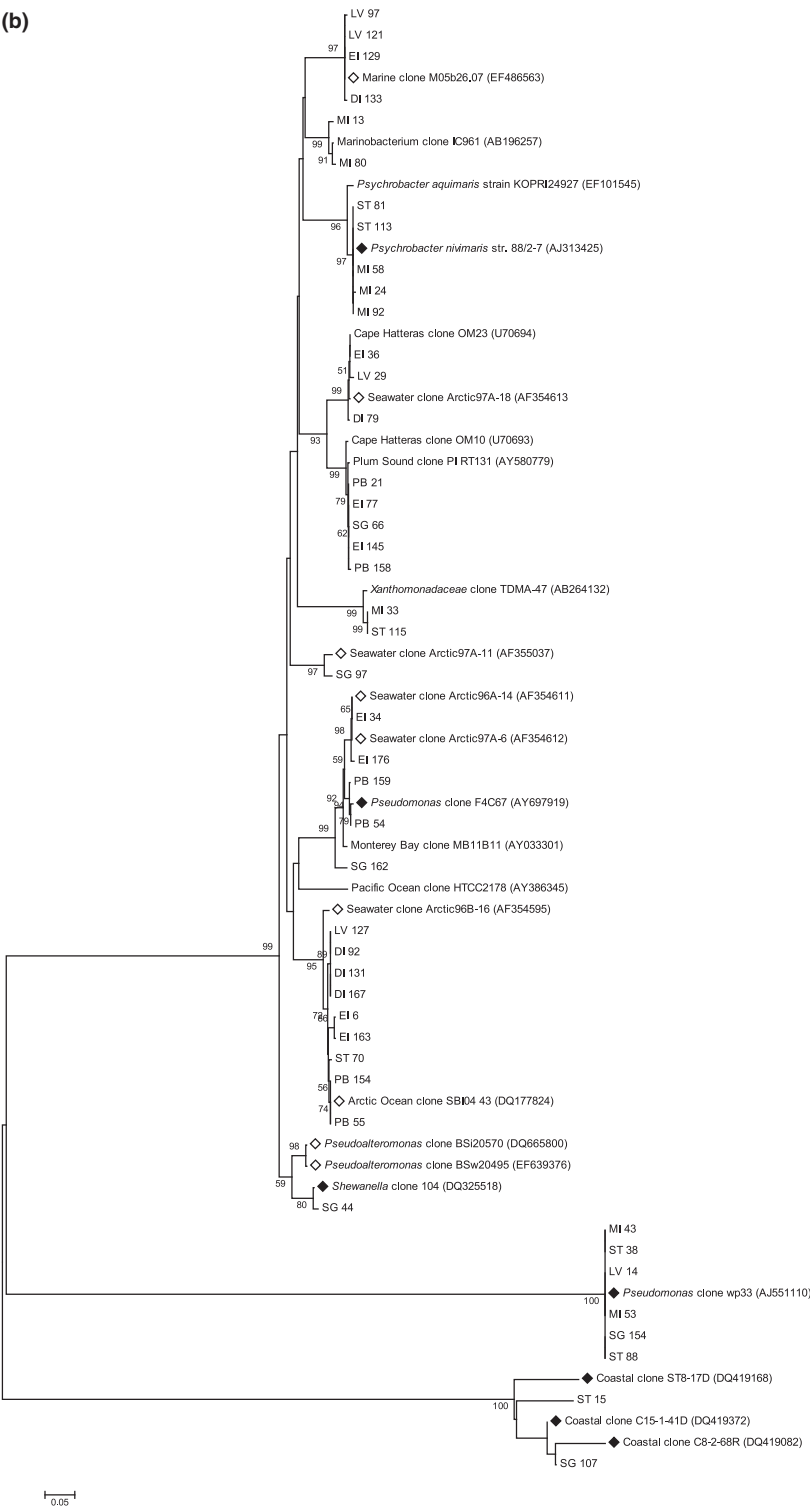 (b)
LV 97
LV 121
EI 129
97
Marine clone M05b26.07 (EF486563)
DI 133
MI 13
99
Marinobacterium clone IC961 (AB196257)
91
MI 80
Psychrobacter aquimaris strain KOPRI24927 (EF101545)
ST 81
96
ST 113
Psychrobacter nivimaris str. 88/2-7 (AJ313425)
97
MI 58
MI 24
MI 92
Cape Hatteras clone OM23 (U70694)
EI 36
51
LV 29
99
Seawater clone Arctic97A-18 (AF354613
DI 79
93
Cape Hatteras clone OM10 (U70693)
Plum Sound clone PI RT131 (AY580779)
99
PB 21
79
EI 77
SG 66
62
EI 145
PB 158
Xanthomonadaceae clone TDMA-47 (AB264132)
99
MI 33
99
ST 115
Seawater clone Arctic97A-11 (AF355037)
97
SG 97
Seawater clone Arctic96A-14 (AF354611)
65
EI 34
98
Seawater clone Arctic97A-6 (AF354612)
59
EI 176
PB 159
92
94
Pseudomonas clone F4C67 (AY697919)
79
PB 54
99
Monterey Bay clone MB11B11 (AY033301)
SG 162
Pacific Ocean clone HTCC2178 (AY386345)
Seawater clone Arctic96B-16 (AF354595)
LV 127
99
89
DI 92
95
DI 131
DI 167
72
66
EI 6
EI 163
ST 70
56
PB 154
74
Arctic Ocean clone SBI04 43 (DQ177824)
PB 55
98
Pseudoalteromonas clone BSi20570 (DQ665800)
Pseudoalteromonas clone BSw20495 (EF639376)
59
Shewanella clone 104 (DQ325518)
80
SG 44
MI 43
ST 38
LV 14
100
Pseudomonas clone wp33 (AJ551110)
MI 53
SG 154
ST 88
Coastal clone ST8-17D (DQ419168)
100
ST 15
Coastal clone C15-1-41D (DQ419372)
Coastal clone C8-2-68R (DQ419082)
SG 107
0.05